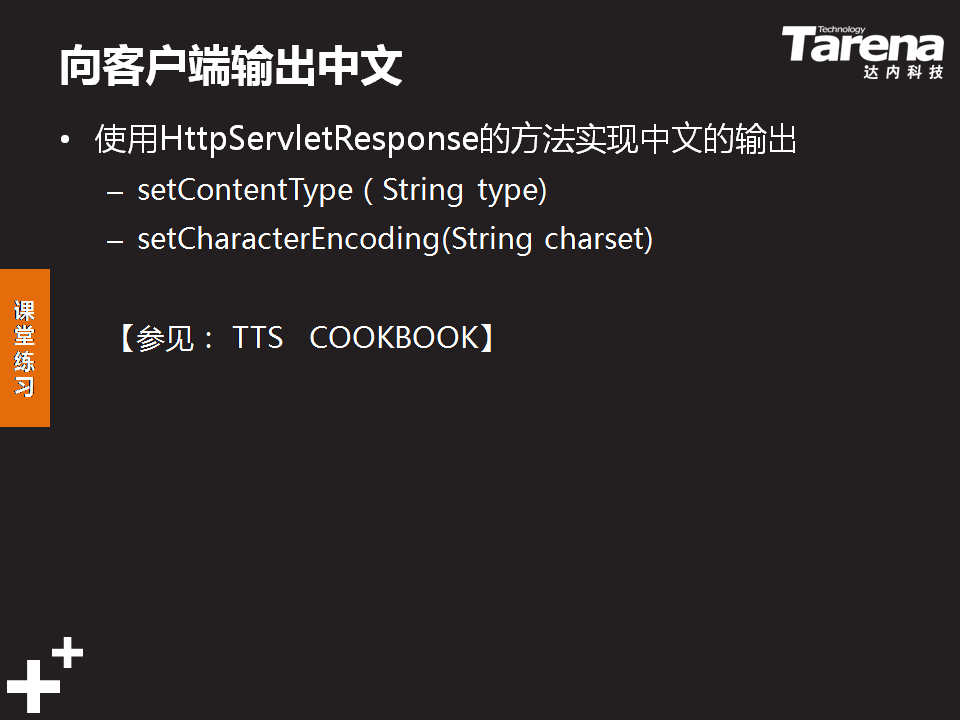 向客户端输出中文
Technology
Tarena
达内科技
• 使用HttpServletResponse的方法实现中文的输出
– setContentType ( String type)
– setCharacterEncoding(String charset)
课堂练习
【参见： TTS COOKBOOK】